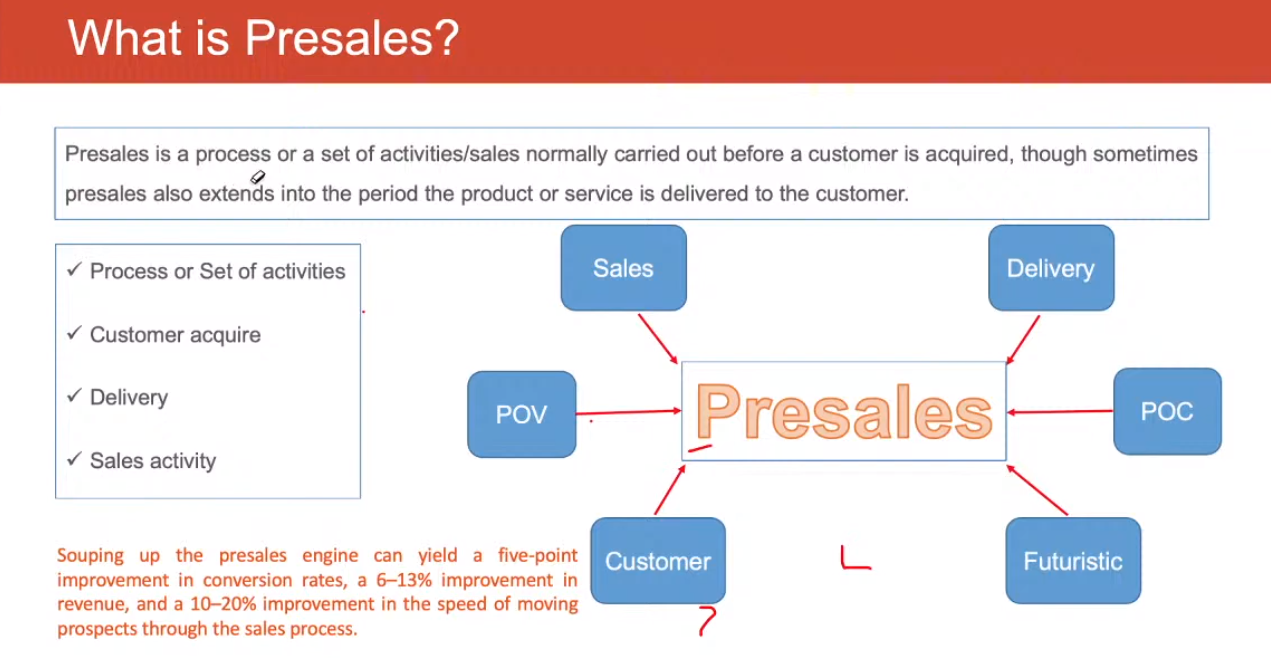 What is Presales?
Presales is a process or a set of activities/sales normally carried out before a customer is acquired, though sometimes
presales also extends into the period the product or service is delivered to the customer.
✓ Process or Set of activities
✓ Customer acquire
✓ Delivery
✓ Sales activity
Sales
Delivery
POV
Presales
POC
Customer
Futuristic
Souping up the presales engine can yield a five-point
improvement in conversion rates, a 6–13% improvement in
revenue, and a 10–20% improvement in the speed of moving
prospects through the sales process.